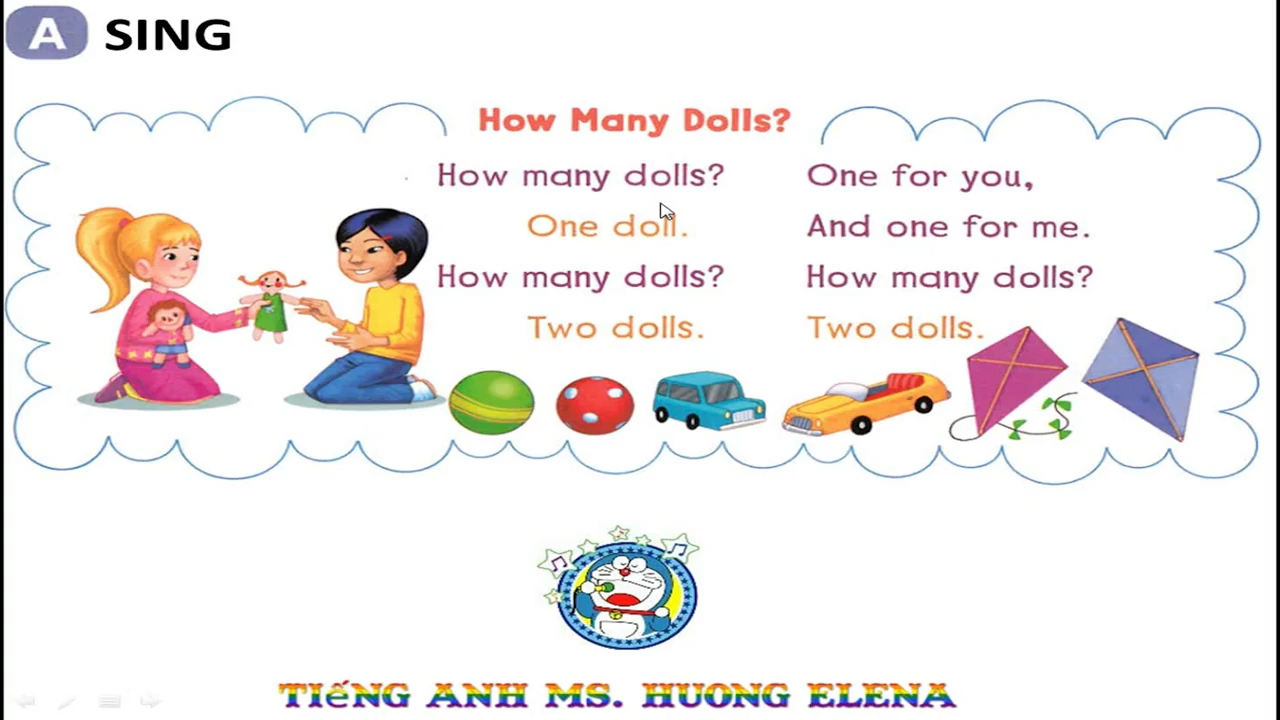 A SING
How Many Dolls?
How many dolls?
One doll.
How many dolls?
Two dolls.
One for you,
And one for me.
How many dolls?
Two dolls.
TIẾNG ANH MS. HUONG ELENA